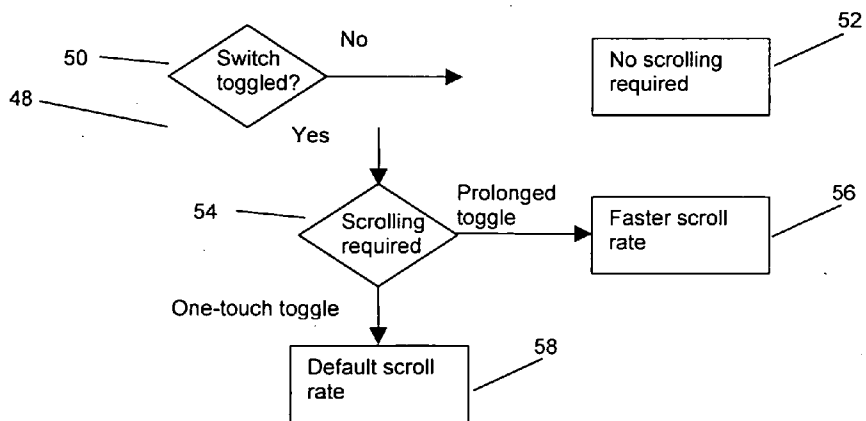 50
Switch
toggled?
No
52
No scrolling
required
48
Yes
54
Scrolling
required
Prolonged
toggle
56
Faster scroll
rate
One-touch toggle
58
Default scroll
rate